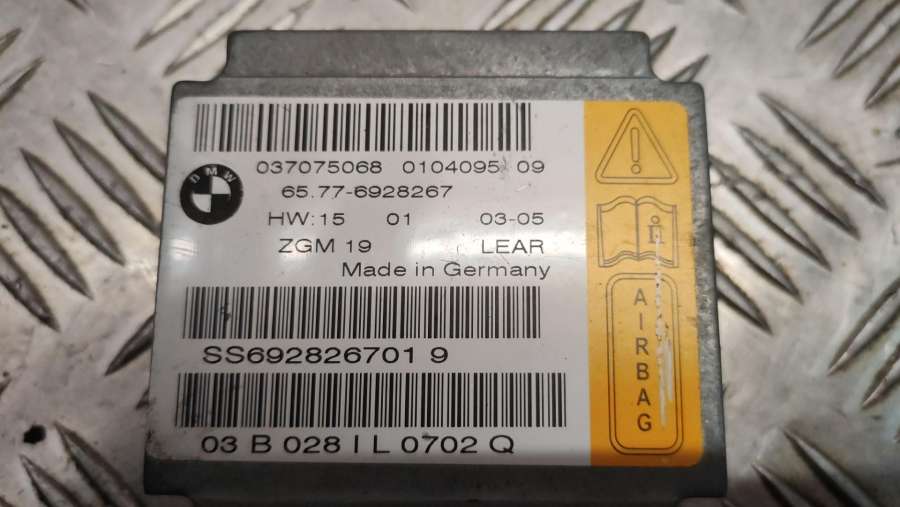 037075068 0104095 09
BMW
65.77-6928267
HW:15 01 03-05
ZGM 19 LEAR
Made in Germany
SS692826701 9
03 B 028 I L 0702 Q
AIRBAG